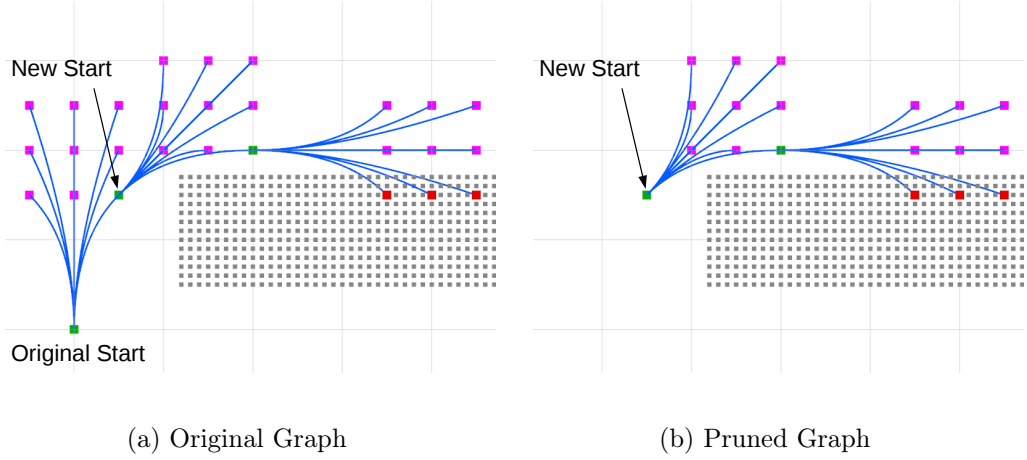 New Start
New Start
Original Start
(a) Original Graph
(b) Pruned Graph